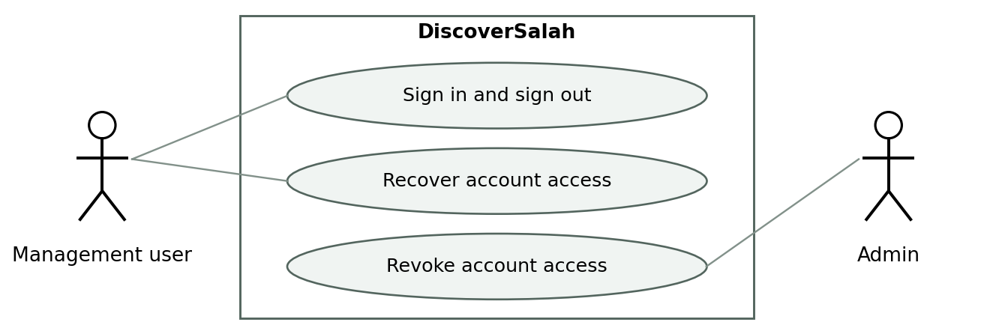 DiscoverSalah
Sign in and sign out
Recover account access
Revoke account access
Management user
Admin